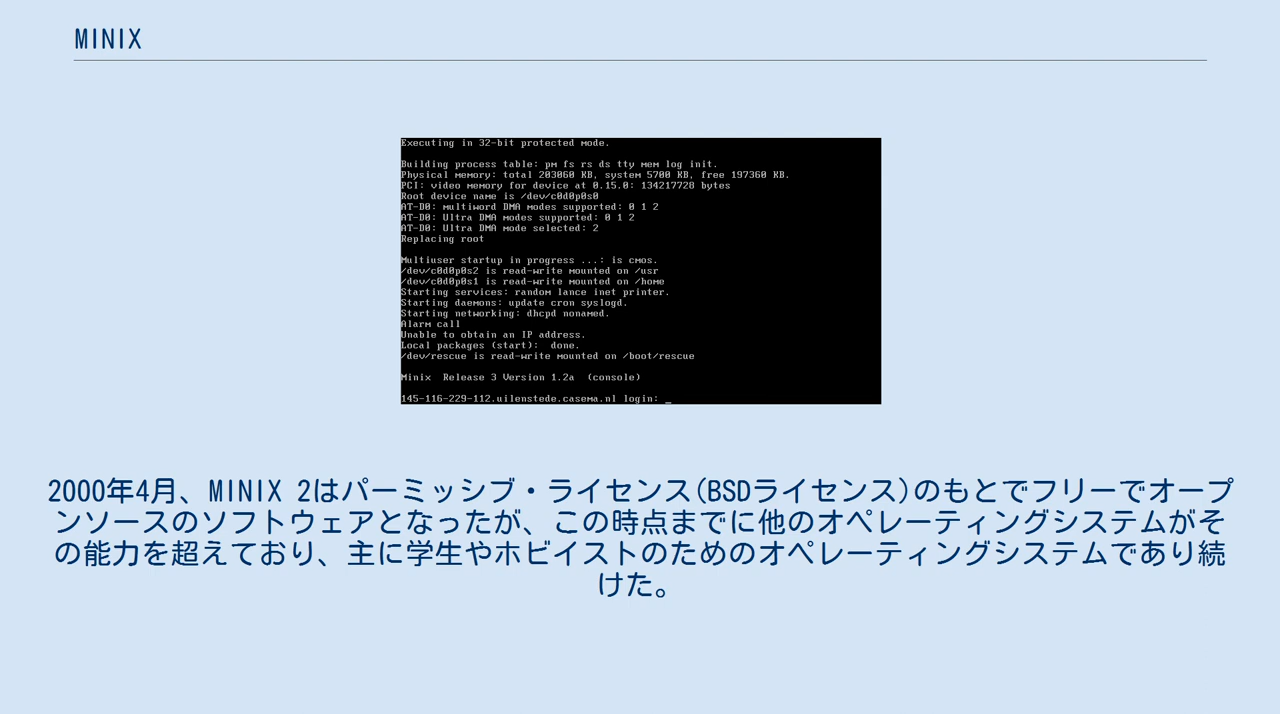 MINIX
Executing in 32-bit protected mode.
Building process table: pm fs rs ds tty mem log init.
Physical memory: total 203060 KB, system 5700 KB, free 197360 KB.
PCI: video memory for device at 0.15.0: 134217728 bytes
Root device name is /dev/c0d0p0s0
AT-D0: multiword DMA modes supported: 0 1 2
AT-D0: Ultra DMA modes supported: 0 1 2
AT-D0: Ultra DMA mode selected: 2
Replacing root
Multiuser startup in progress ...: is cmos.
/dev/c0d0p0s2 is read-write mounted on /usr
/dev/c0d0p0s1 is read-write mounted on /home
Starting services: random lance inet printer.
Starting daemons: update cron syslogd.
Starting networking: dhcpd nonamed.
Alarm call
Unable to obtain an IP address.
Local packages (start):  done.
/dev/rescue is read-write mounted on /boot/rescue
Minix  Release 3 Version 1.2a  (console)
145-116-229-112.uilenstede.casema.nl login: _
2000年4月、MINIX 2はパーミッシブ・ライセンス(BSDライセンス)のもとでフリーでオープ
ンソースのソフトウェアとなったが、この時点までに他のオペレーティングシステムがそ
の能力を超えており、主に学生やホビイストのためのオペレーティングシステムであり続
けた。